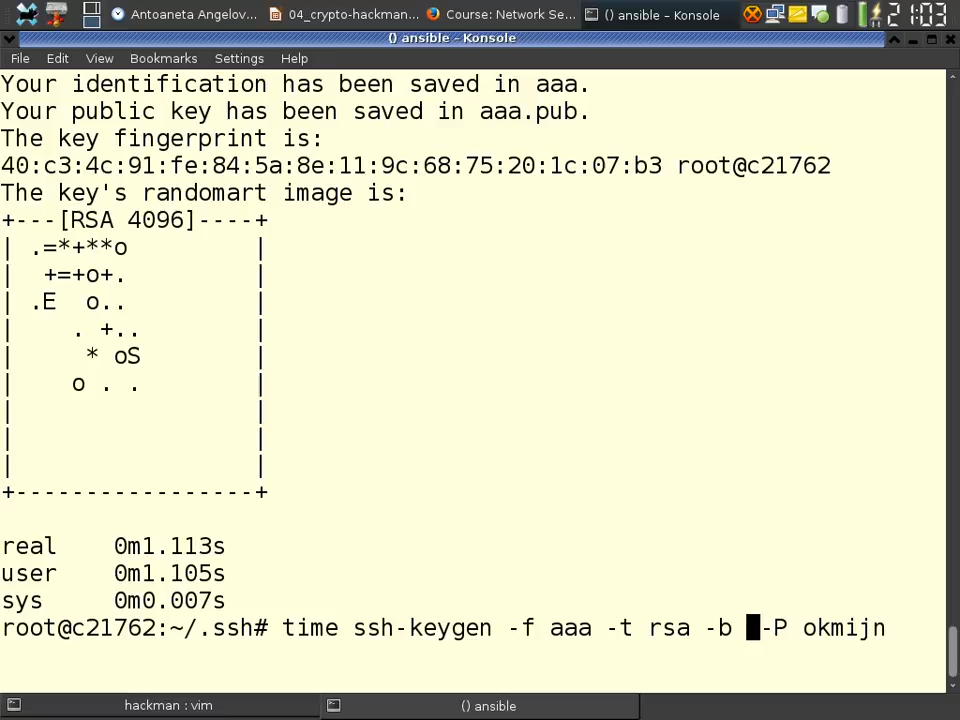 Antoaneta Angelov...
04_crypto-hackman...
Course: Network Se...
() ansible – Konsole
21:03
() ansible – Konsole
File Edit View Bookmarks Settings Help
Your identification has been saved in aaa.
Your public key has been saved in aaa.pub.
The key fingerprint is:
40:c3:4c:91:fe:84:5a:8e:11:9c:68:75:20:1c:07:b3 root@c21762
The key's randomart image is:
+---[RSA 4096]----+
| .=*+**o         |
|  +=+o+.         |
| .E  o..         |
|    . +..        |
|     * oS        |
|    o . .        |
|                 |
|                 |
|                 |
+-----------------+
real    0m1.113s
user    0m1.105s
sys     0m0.007s
root@c21762:~/.ssh# time ssh-keygen -f aaa -t rsa -b  -P okmijn
hackman : vim
() ansible